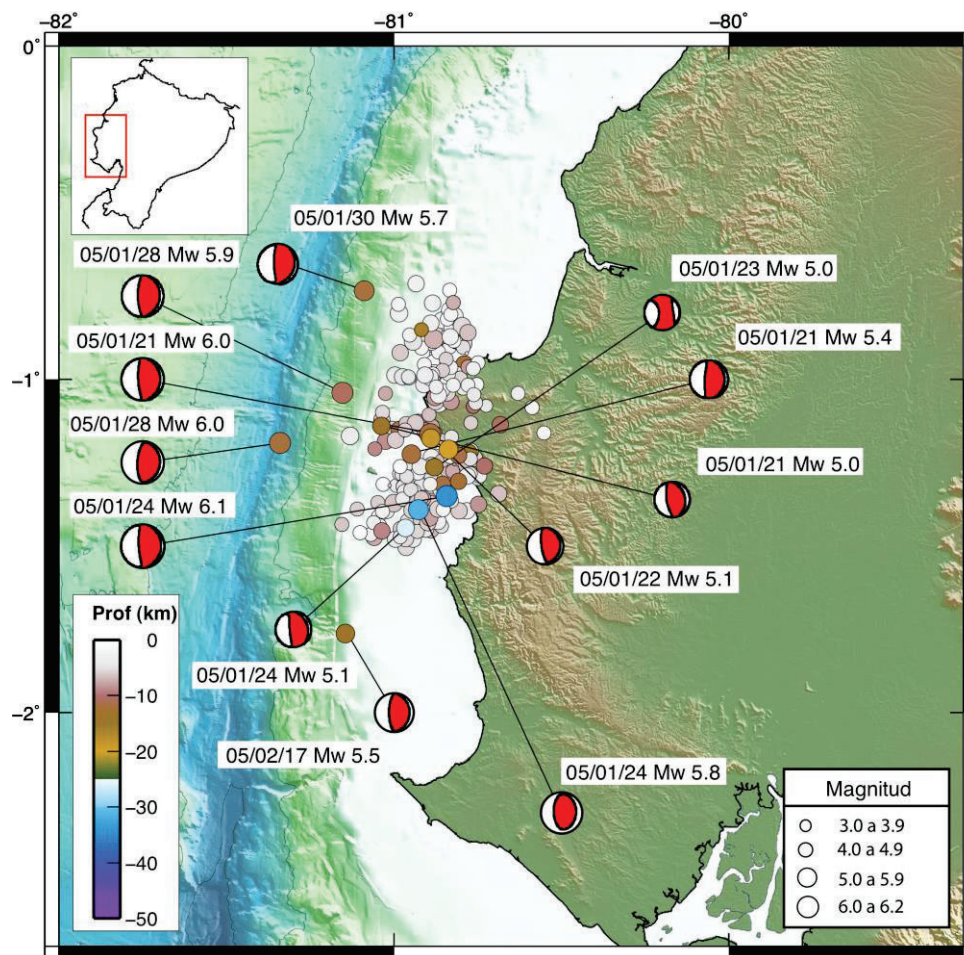 −82
−81
−80
0°
−1°
−2°
05/01/30 Mw 5.7
05/01/28 Mw 5.9
05/01/23 Mw 5.0
05/01/21 Mw 6.0
05/01/21 Mw 5.4
05/01/28 Mw 6.0
05/01/21 Mw 5.0
05/01/24 Mw 6.1
05/01/22 Mw 5.1
05/01/24 Mw 5.1
05/02/17 Mw 5.5
05/01/24 Mw 5.8
Prof (km)
0
−10
−20
−30
−40
−50
Magnitud
3.0 a 3.9
4.0 a 4.9
5.0 a 5.9
6.0 a 6.2